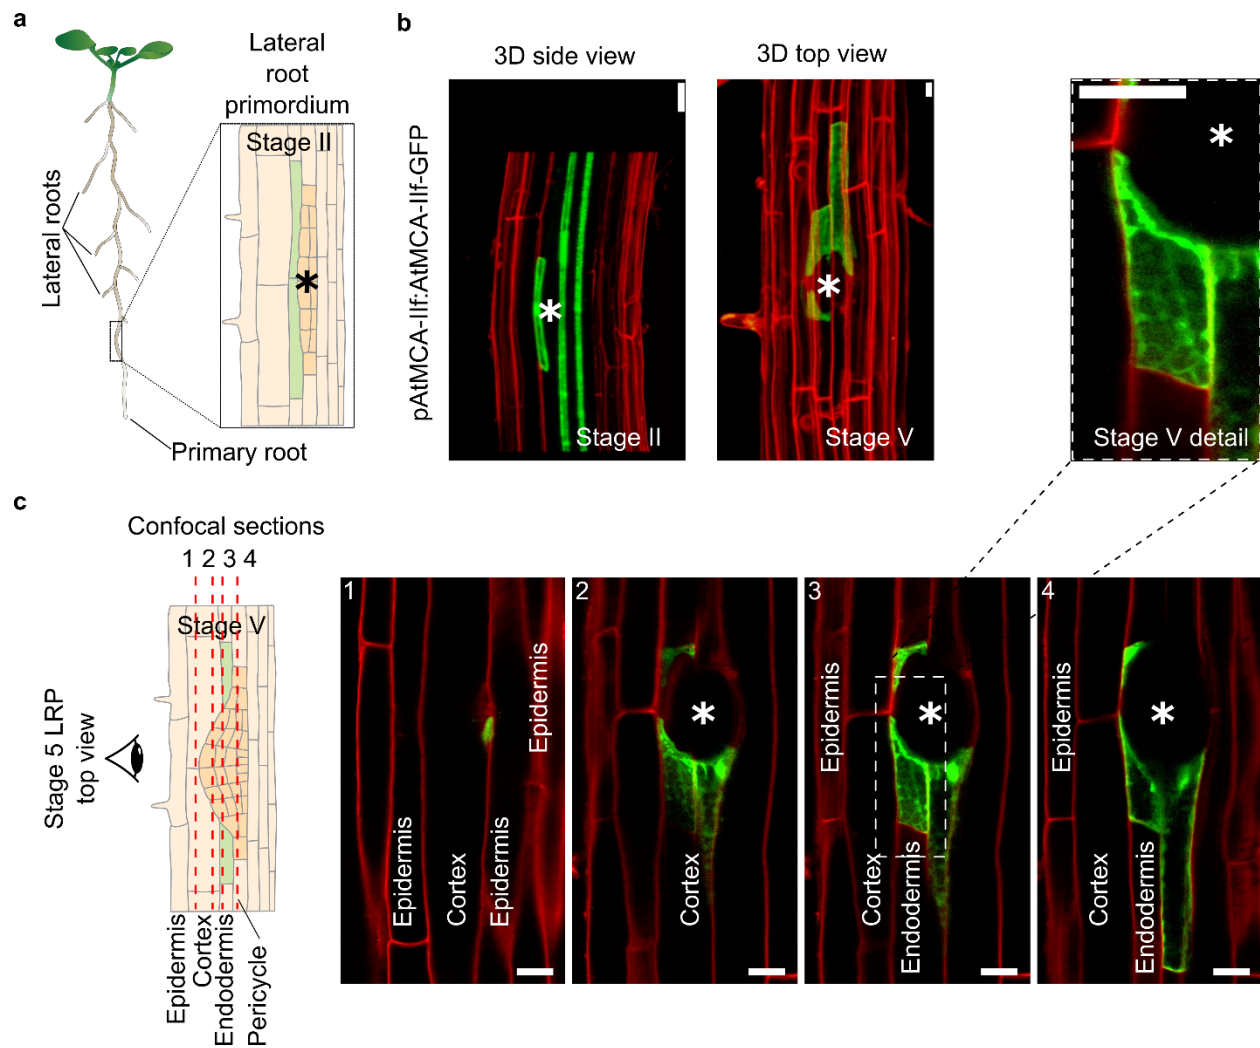 a
Lateral
root
primordium
Stage II
*
Lateral roots
Primary root
b
3D side view
3D top view
pAtMCA-IIf:AtMCA-IIf-GFP
*
Stage II
*
Stage V
*
Stage V detail
c
Confocal sections
1 2 3 4
Stage V
Stage 5 LRP
top view
Epidermis
Cortex
Endodermis
Pericycle
1
Epidermis
Cortex
Epidermis
Epidermis
2
*
Cortex
3
*
Epidermis
Cortex
Endodermis
4
*
Epidermis
Cortex
Endodermis